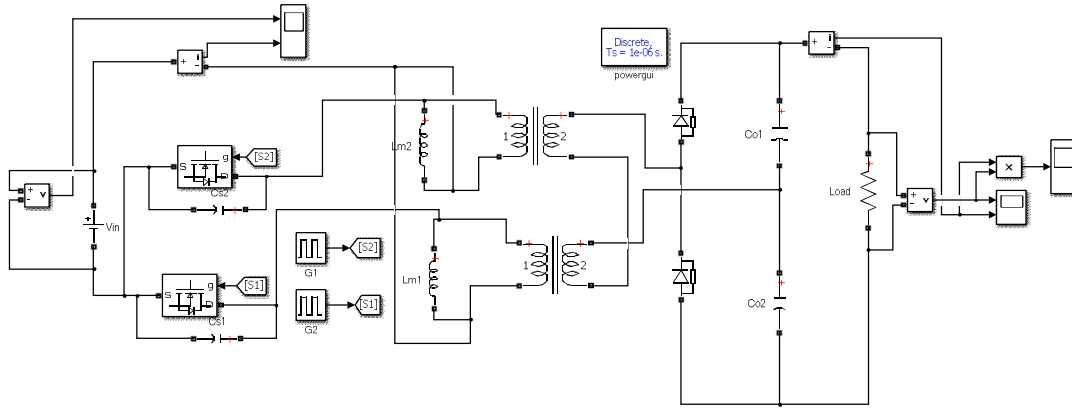 Discrete,
Ts = 1e-06 s.
powergui
+
i
-
+
i
-
[S2]
g
S
D
Cs2
Lm2
1
2
Co1
+
v
-
+
Vin
Load
+
v
-
×
[S1]
g
S
D
Cs1
G1
[S2]
G2
[S1]
Lm1
1
2
Co2